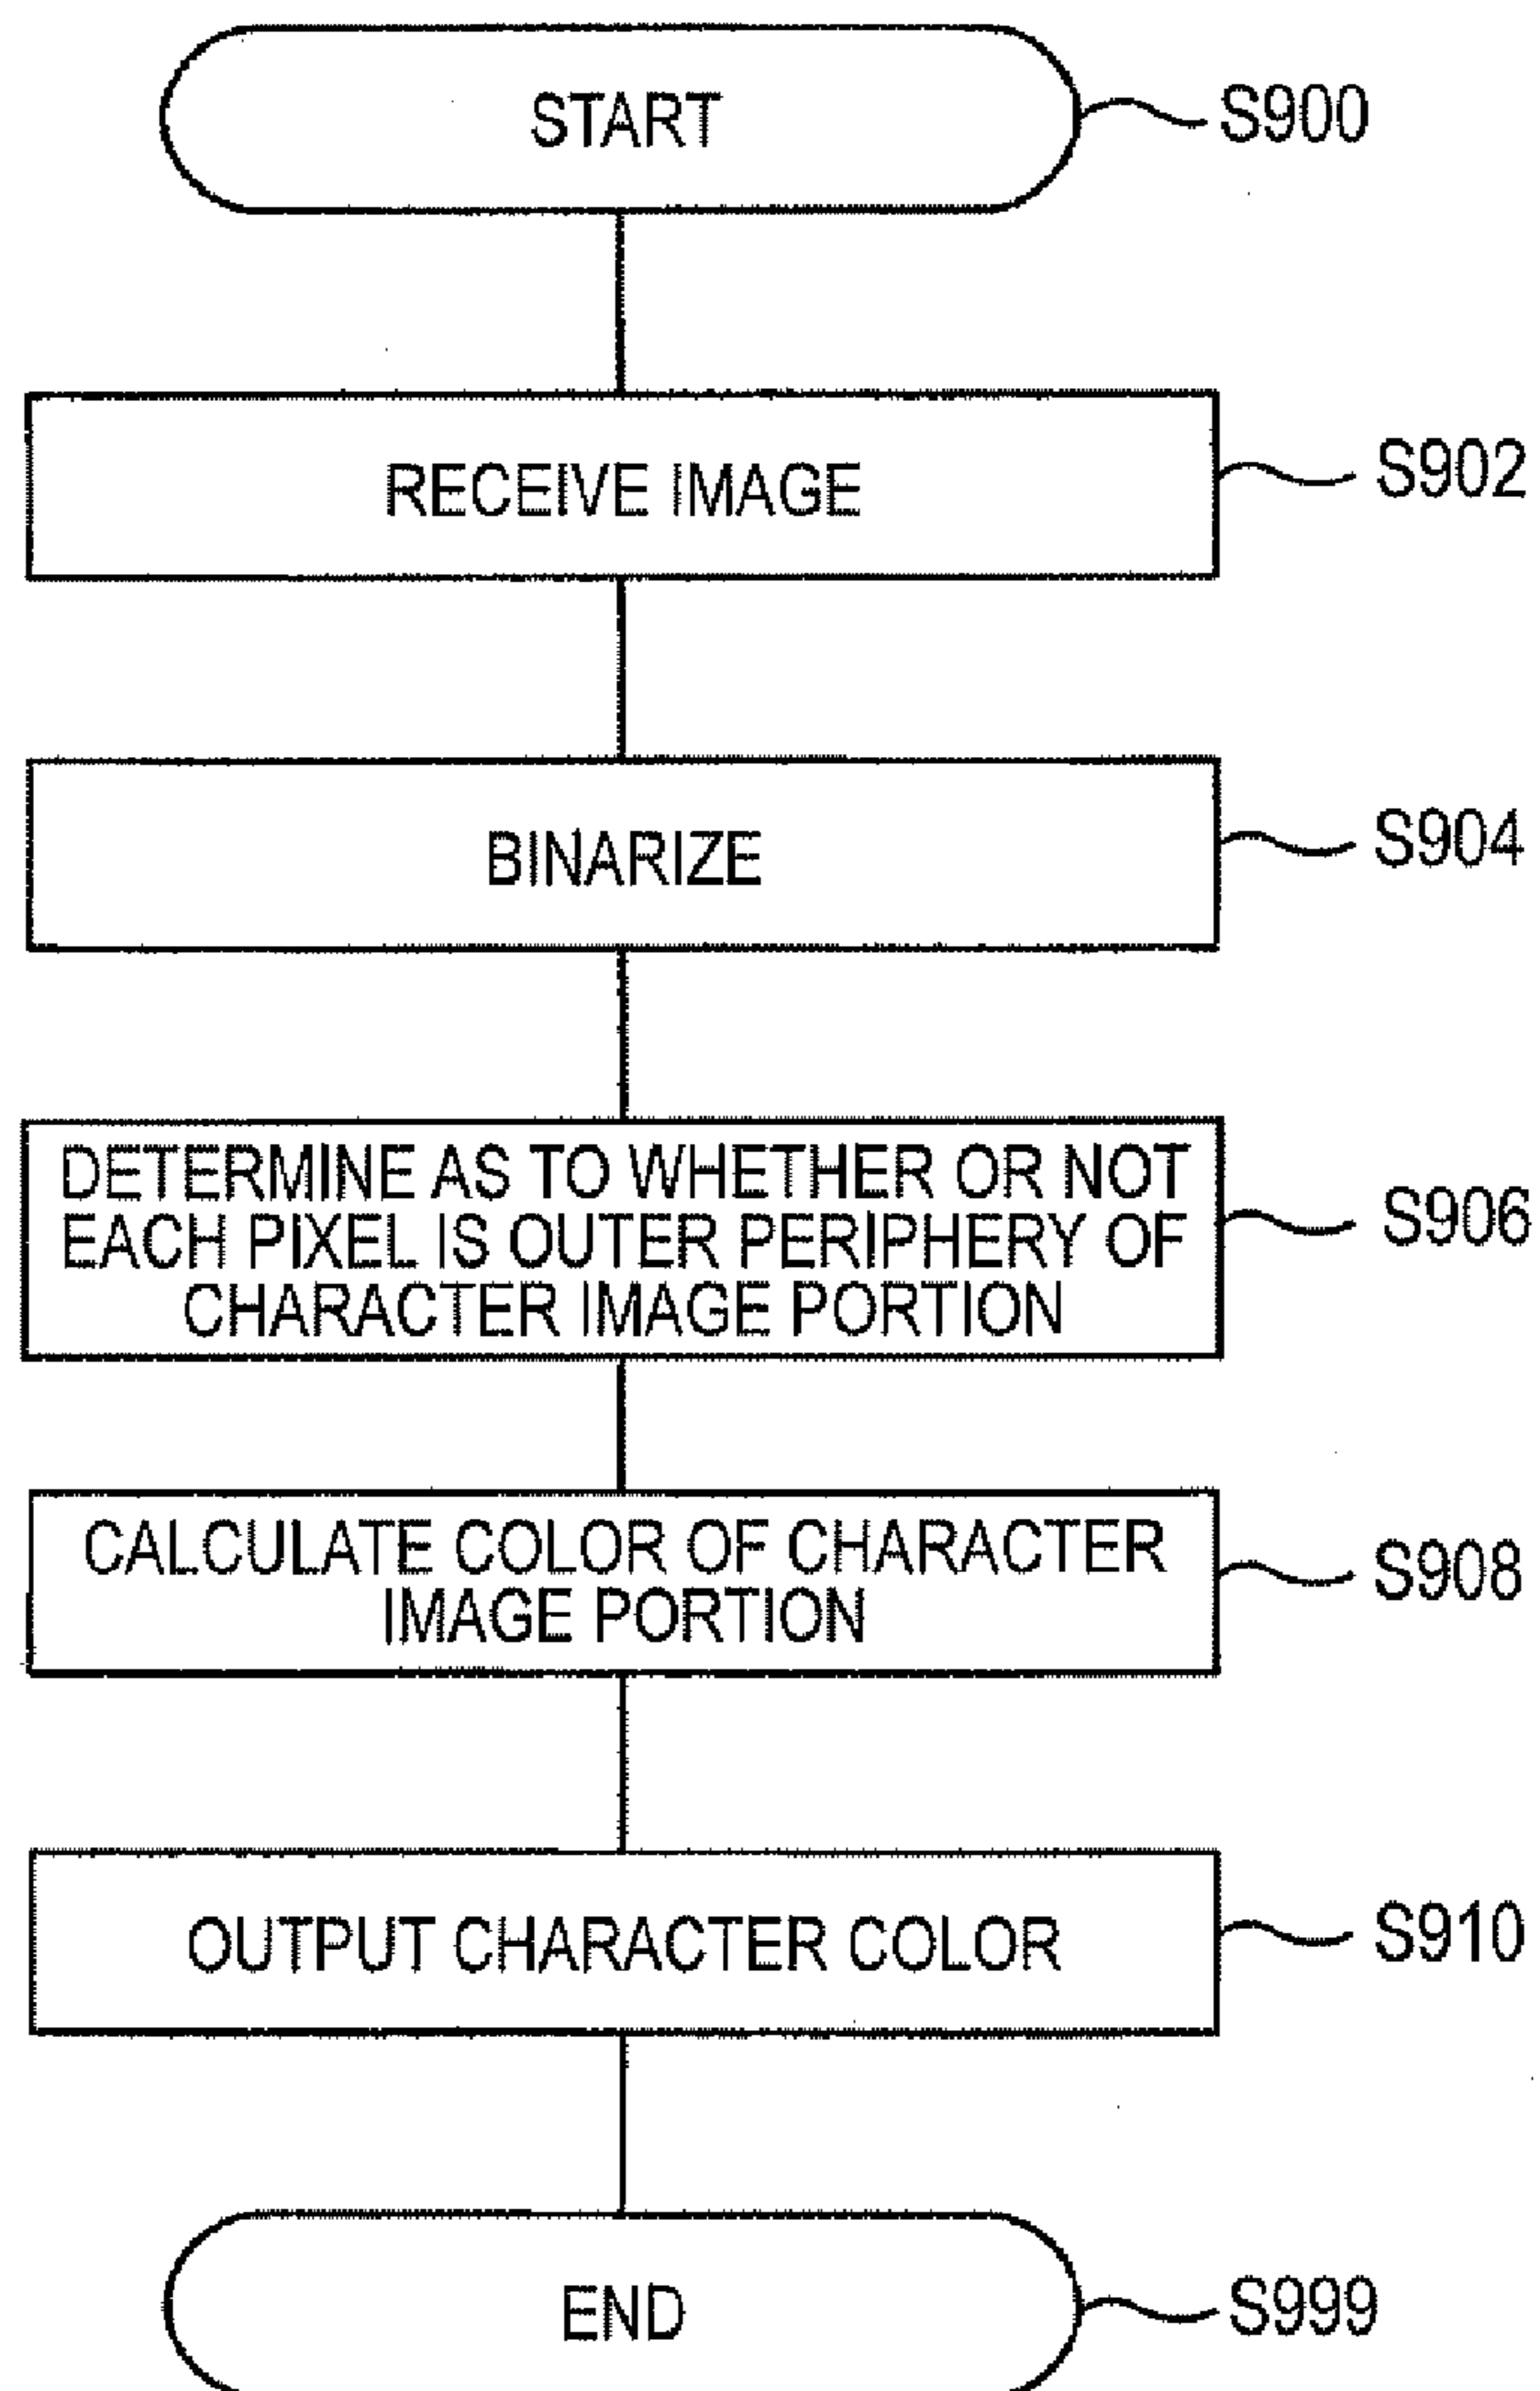 START
S900
RECEIVE IMAGE
S902
BINARIZE
S904
DETERMINE AS TO WHETHER OR NOT
EACH PIXEL IS OUTER PERIPHERY OF
CHARACTER IMAGE PORTION
S906
CALCULATE COLOR OF CHARACTER
IMAGE PORTION
S908
OUTPUT CHARACTER COLOR
S910
END
S999